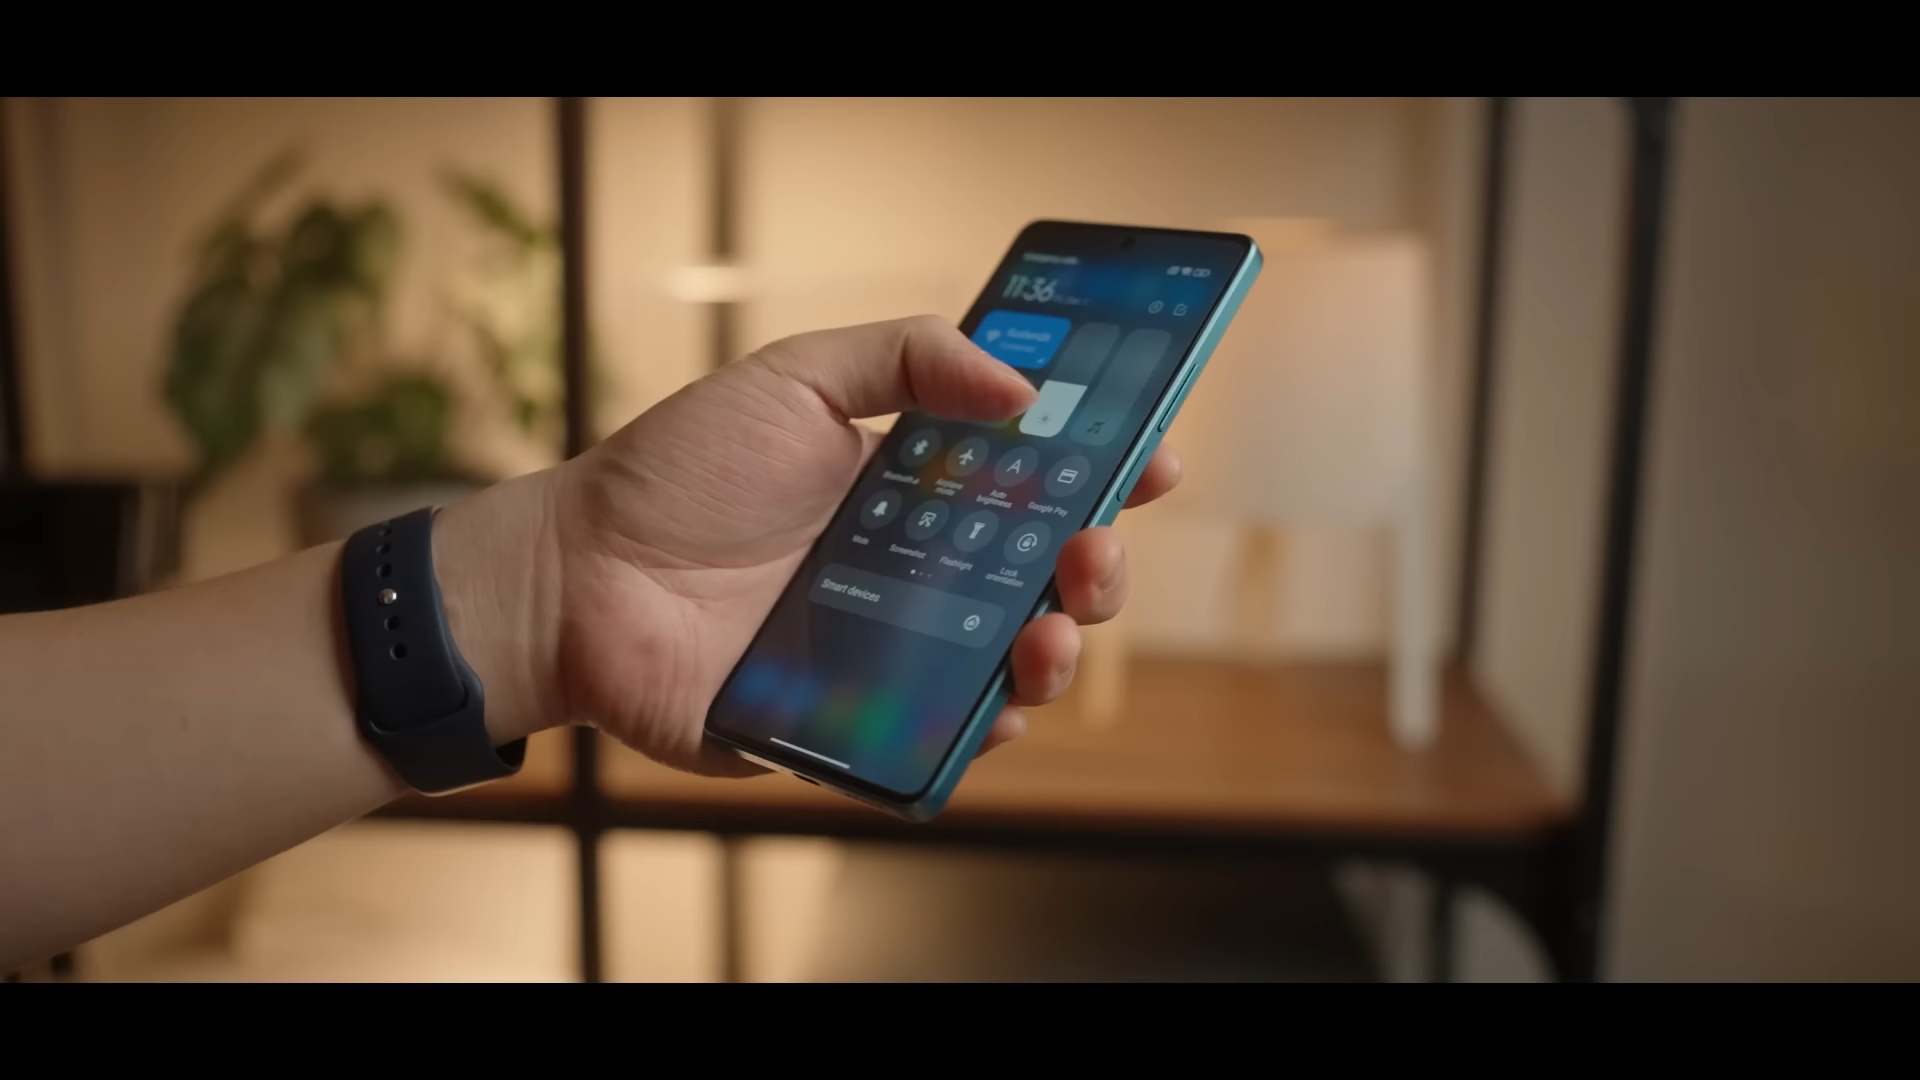 11:36
Bluetooth
Airplane
mode
Auto
brightness
Google Pay
Mute
Screenshot
Flashlight
Lock
orientation
Smart devices